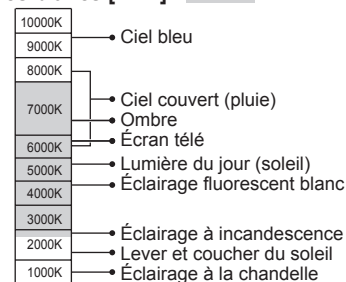 10000K
9000K
Ciel bleu
8000K
Ciel couvert (pluie)
7000K
Ombre
Écran télé
6000K
Lumière du jour (soleil)
5000K
Éclairage fluorescent blanc
4000K
3000K
Éclairage à incandescence
2000K
Lever et coucher du soleil
1000K
Éclairage à la chandelle